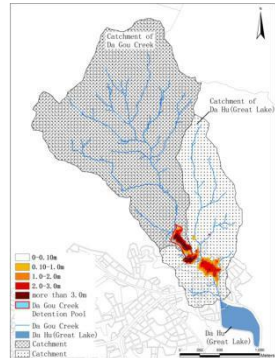 Catchment of
Da Gou Creek
Catchment of
Da Hu(Great Lake)
0-0.10m
0.10-1.0m
1.0-2.0m
2.0-3.0m
more than 3.0m
Da Gou Creek
Detention Pool
Da Gou Creek
Da Hu(Great Lake)
Catchment
Catchment
Da Hu
(Great Lake)